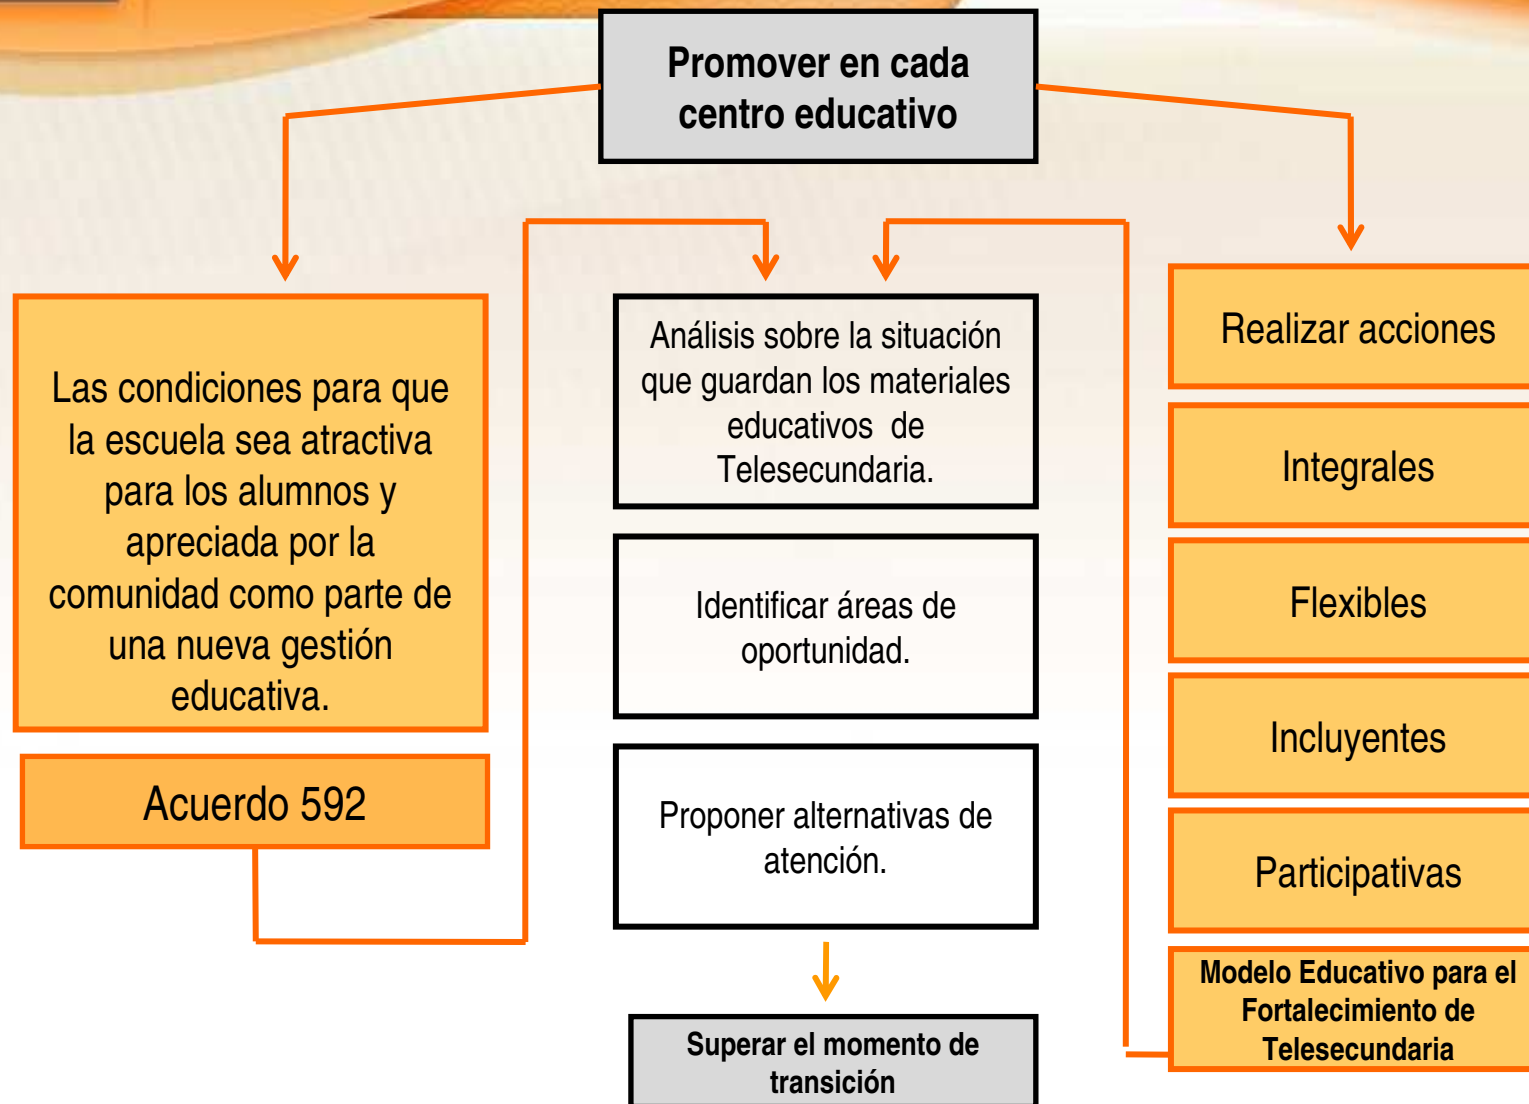 Promover en cada
centro educativo
Las condiciones para que
la escuela sea atractiva
para los alumnos y
apreciada por la
comunidad como parte de
una nueva gestión
educativa.
Acuerdo 592
Análisis sobre la situación
que guardan los materiales
educativos de
Telesecundaria.
Identificar áreas de
oportunidad.
Proponer alternativas de
atención.
Superar el momento de
transición
Realizar acciones
Integrales
Flexibles
Incluyentes
Participativas
Modelo Educativo para el
Fortalecimiento de
Telesecundaria